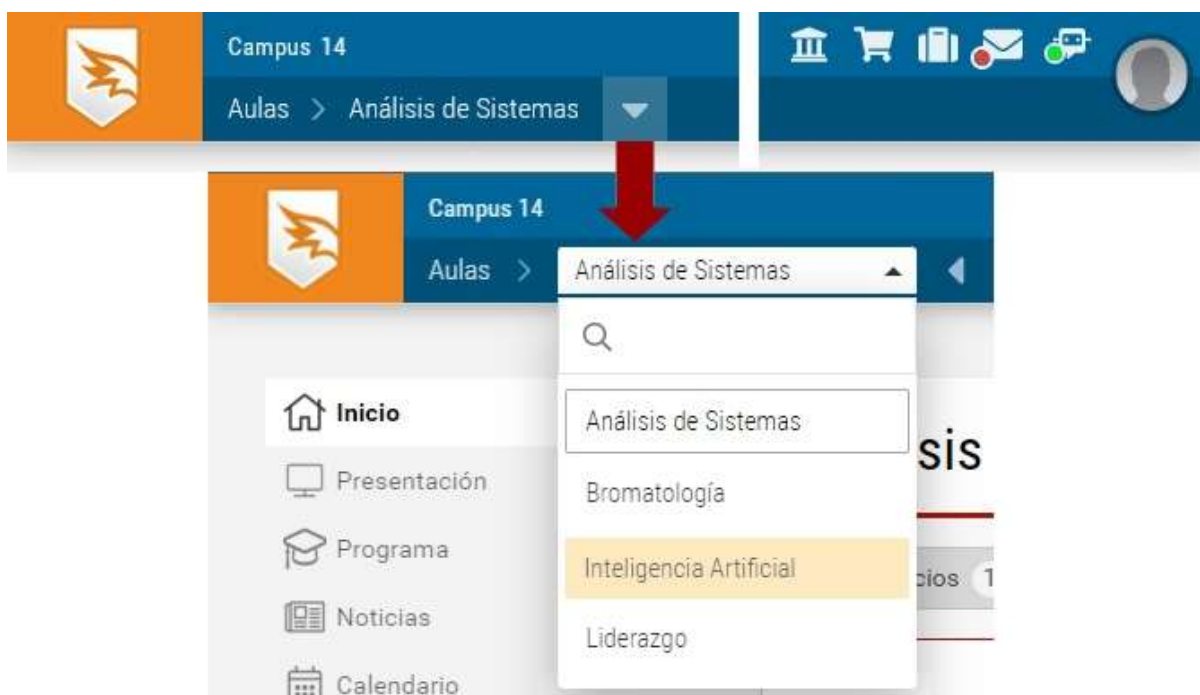 Campus 14
Aulas > Análisis de Sistemas
Campus 14
Aulas > Análisis de Sistemas
Inicio
Presentación
Programa
Noticias
Calendario
Análisis de Sistemas
Bromatología
Inteligencia Artificial
Liderazgo
sis
cios 1